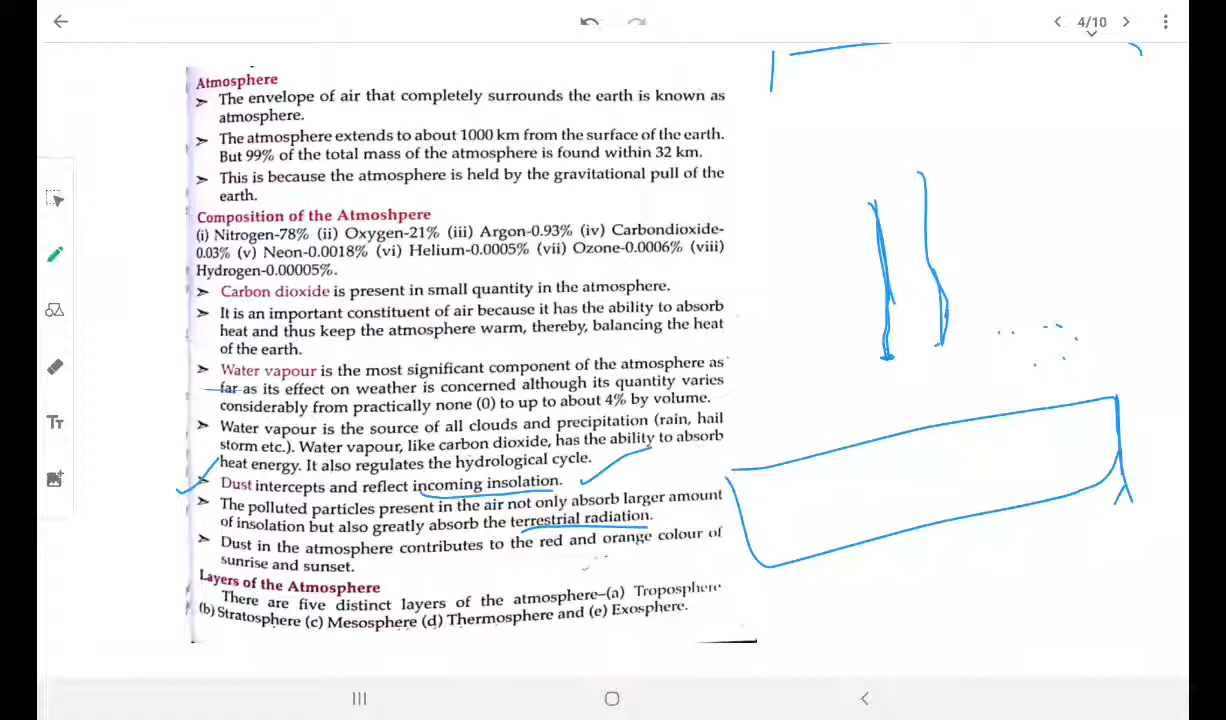 4/10
Atmosphere
➤ The envelope of air that completely surrounds the earth is known as
atmosphere.
➤ The atmosphere extends to about 1000 km from the surface of the earth.
But 99% of the total mass of the atmosphere is found within 32 km.
➤ This is because the atmosphere is held by the gravitational pull of the
earth.
Composition of the Atmoshpere
(i) Nitrogen-78% (ii) Oxygen-21% (iii) Argon-0.93% (iv) Carbondioxide-
0.03% (v) Neon-0.0018% (vi) Helium-0.0005% (vii) Ozone-0.0006% (viii)
Hydrogen-0.00005%.
➤ Carbon dioxide is present in small quantity in the atmosphere.
➤ It is an important constituent of air because it has the ability to absorb
heat and thus keep the atmosphere warm, thereby, balancing the heat
of the earth.
➤ Water vapour is the most significant component of the atmosphere as
far as its effect on weather is concerned although its quantity varies
considerably from practically none (0) to up to about 4% by volume.
➤ Water vapour is the source of all clouds and precipitation (rain, hail
storm etc.). Water vapour, like carbon dioxide, has the ability to absorb
heat energy. It also regulates the hydrological cycle.
➤ Dust intercepts and reflect incoming insolation.
➤ The polluted particles present in the air not only absorb larger amount
of insolation but also greatly absorb the terrestrial radiation.
➤ Dust in the atmosphere contributes to the red and orange colour of
sunrise and sunset.
Layers of the Atmosphere
There are five distinct layers of the atmosphere-(a) Troposphere
(b) Stratosphere (c) Mesosphere (d) Thermosphere and (e) Exosphere.